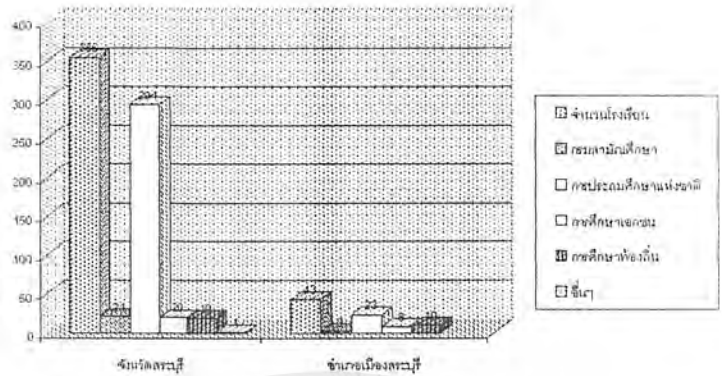 400
350
300
250
200
150
100
50
0
43
23
8
10
จังหวัดสระบุรี
อำเภอเมืองสระบุรี
จำนวนโรงเรียน
กรมสามัญศึกษา
การประถมศึกษาแห่งชาติ
การศึกษาเอกชน
การศึกษาท้องถิ่น
อื่นๆ